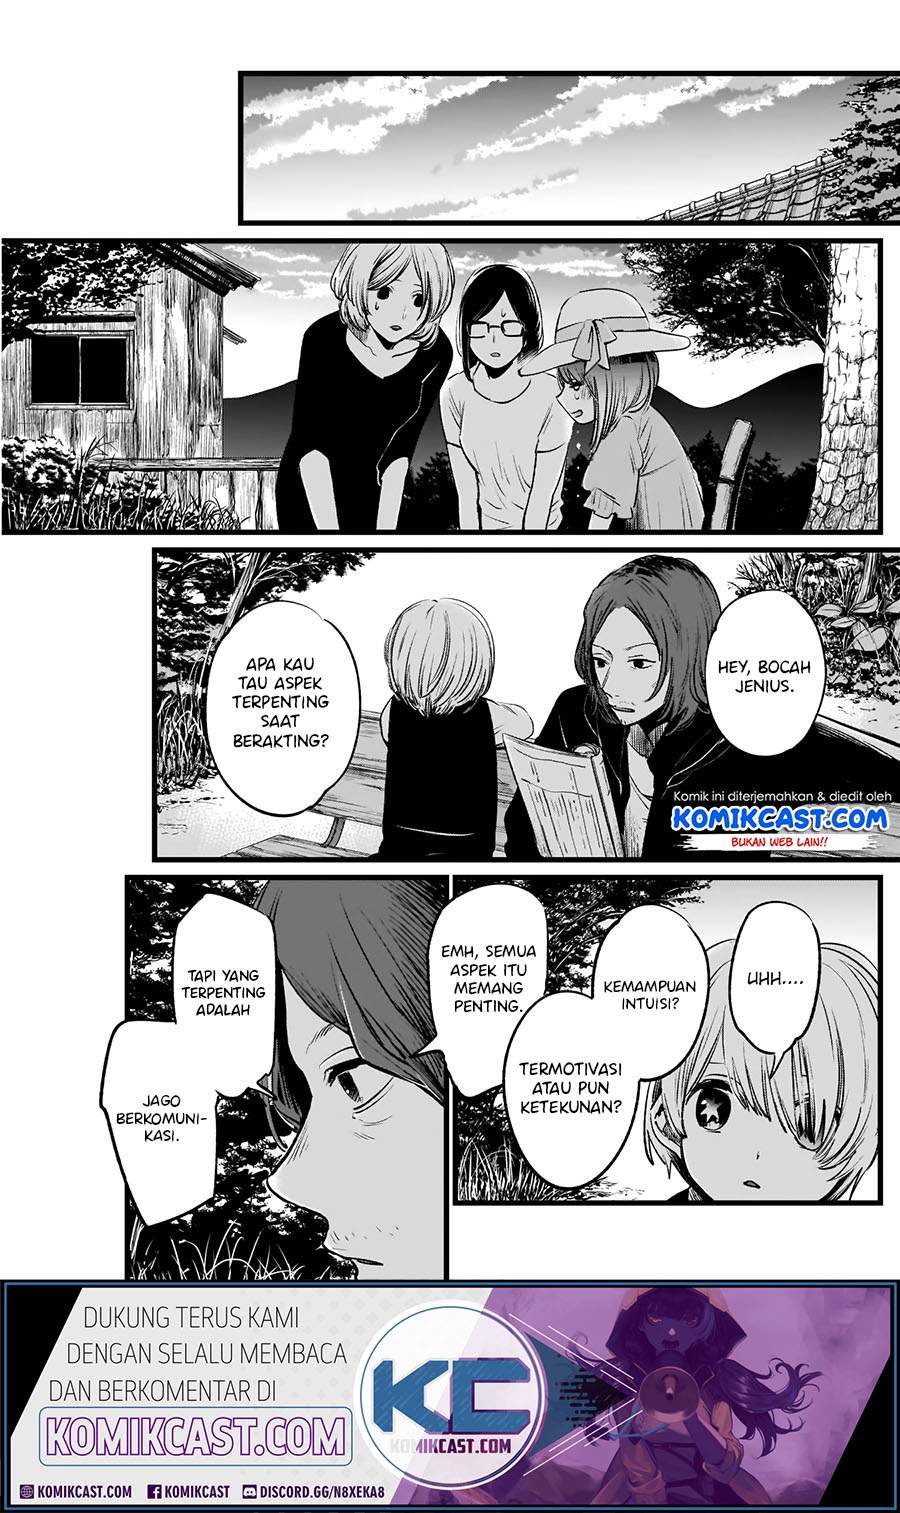 HEY, BOCAH
JENIUS.
APA KAU
TAU ASPEK
TERPENTING
SAAT
BERAKTING?
Komik ini diterjemahkan & diedit oleh
KOMIKCAST.COM
BUKAN WEB LAIN!!
UHH....
KEMAMPUAN
INTUISI?
TERMOTIVASI
ATAU PUN
KETEKUNAN?
EMH, SEMUA
ASPEK ITU
MEMANG
PENTING.
TAPI YANG
TERPENTING
ADALAH
JAGO
BERKOMUNI-
KASI.
DUKUNG TERUS KAMI
DENGAN SELALU MEMBACA
DAN BERKOMENTAR DI
KOMIKCAST.COM
KC
KOMIKCAST.COM
KOMIKCAST.COM KOMIKCAST DISCORD.GG/N8XEKA8